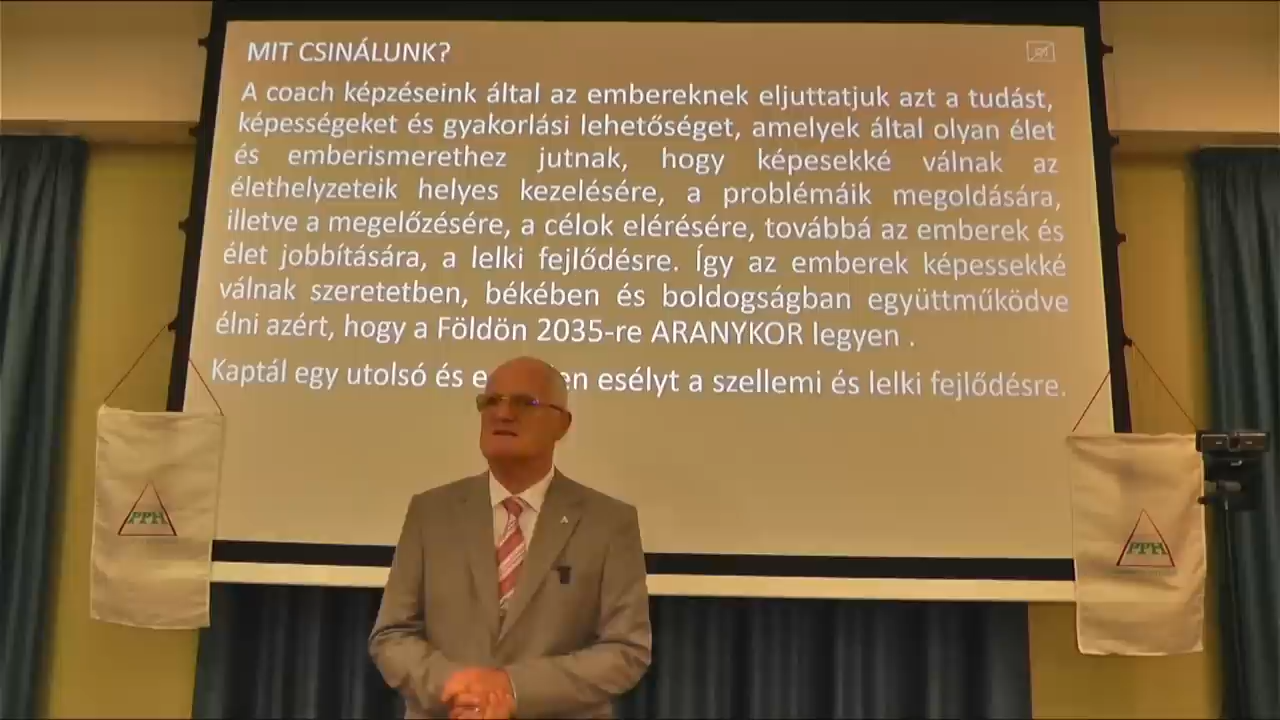 MIT CSINÁLUNK?
A coach képzéseink által az embereknek eljuttatjuk azt a tudást,
képességeket és gyakorlási lehetőséget, amelyek által olyan élet
és emberismerethez jutnak, hogy képesekké válnak az
élethelyzeteik helyes kezelésére, a problémáik megoldására,
illetve a megelőzésére, a célok elérésére, továbbá az emberek és
élet jobbítására, a lelki fejlődésre. Így az emberek képessekké
válnak szeretetben, békében és boldogságban együttműködve
élni azért, hogy a Földön 2035-re ARANYKOR legyen .
Kaptál egy utolsó és esélyt a szellemi és lelki fejlődésre.
PPH
PPH